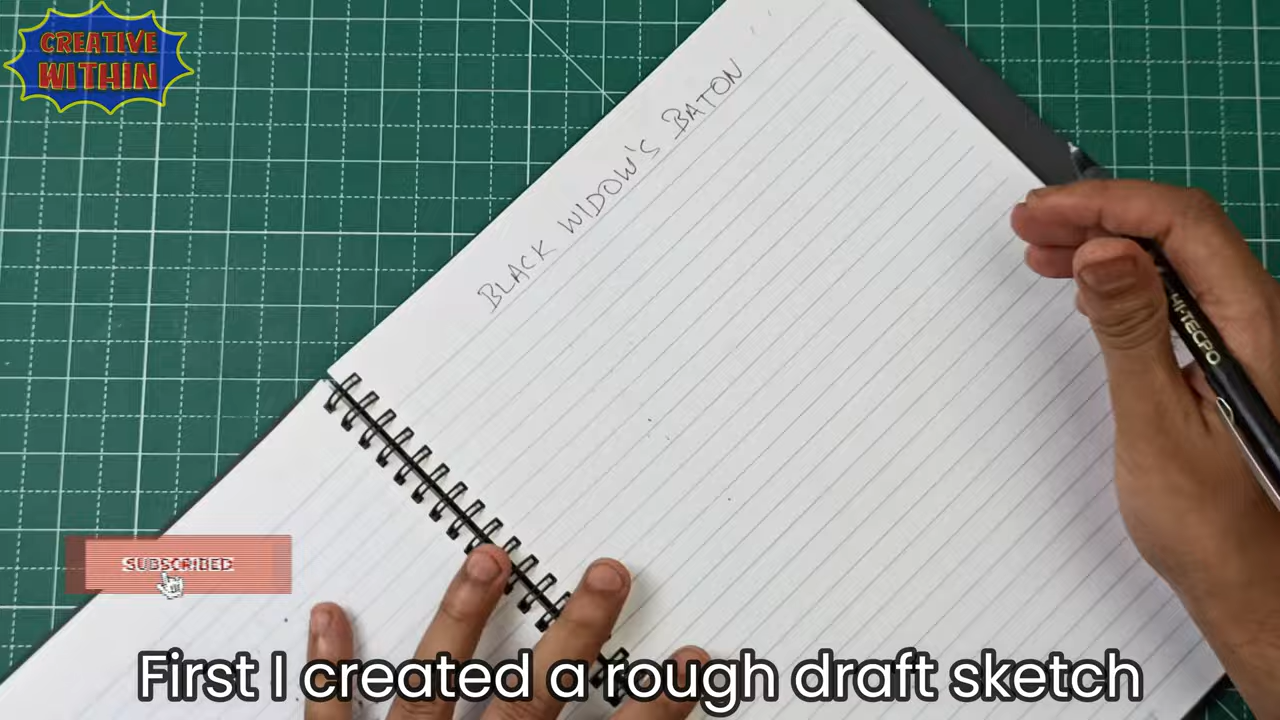 CREATIVE
WITHIN
BLACK WIDOW'S BATON
HI-TECPO
SUBSCRIBED
First I created a rough draft sketch